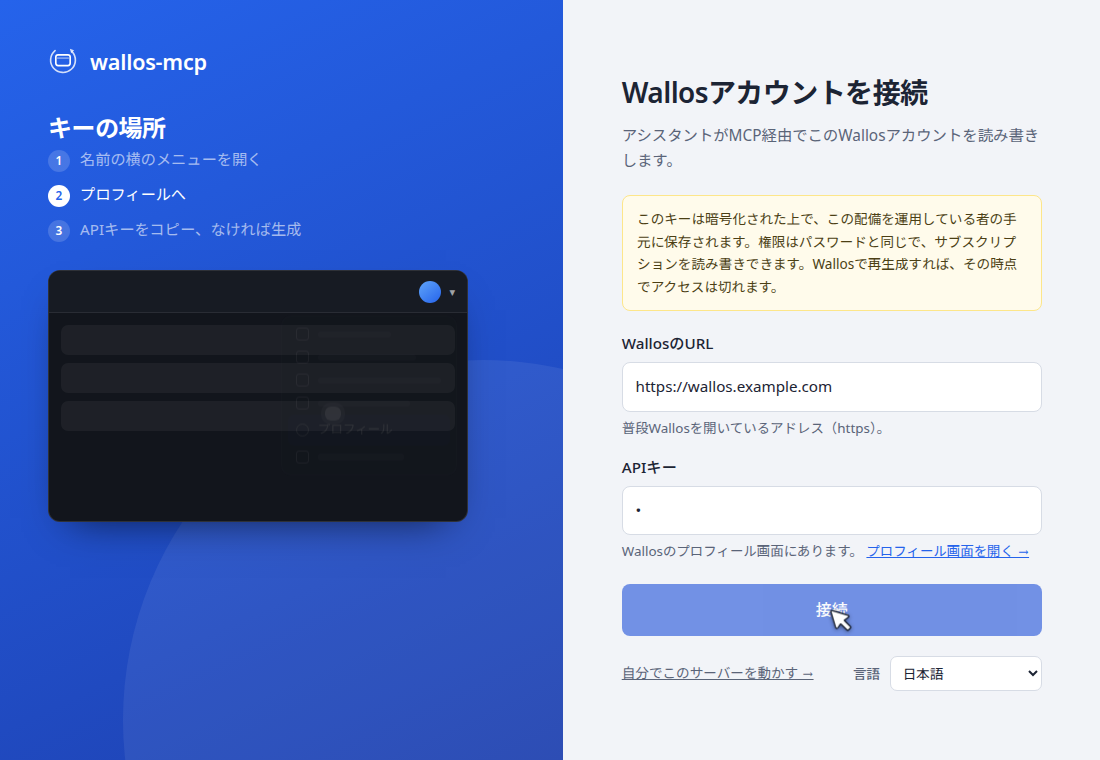 wallos-mcp
キーの場所
1 名前の横のメニューを開く
2 プロフィールへ
3 APIキーをコピー、なければ生成
プロフィール
Wallosアカウントを接続
アシスタントがMCP経由でこのWallosアカウントを読み書き
します。
このキーは暗号化された上で、この配備を運用している者の手
元に保存されます。権限はパスワードと同じで、サブスクリプ
ションを読み書きできます。Wallosで再生成すれば、その時点
でアクセスは切れます。
WallosのURL
https://wallos.example.com
普段Wallosを開いているアドレス（https）。
APIキー
•
Wallosのプロフィール画面にあります。 プロフィール画面を開く →
接続
自分でこのサーバーを動かす →
言語 日本語